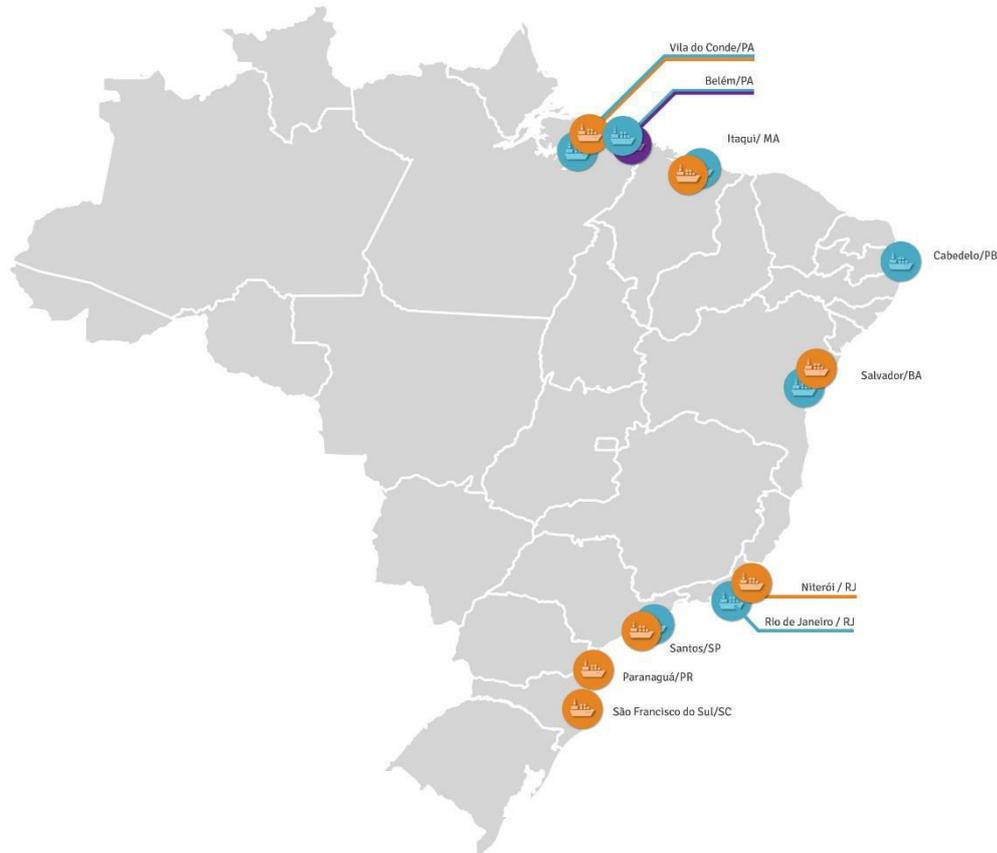 Vila do Conde/PA
Belém/PA
Itaqui/ MA
Cabedelo/PB
Salvador/BA
Niterói / RJ
Rio de Janeiro / RJ
Santos/SP
Paranaguá/PR
São Francisco do Sul/SC